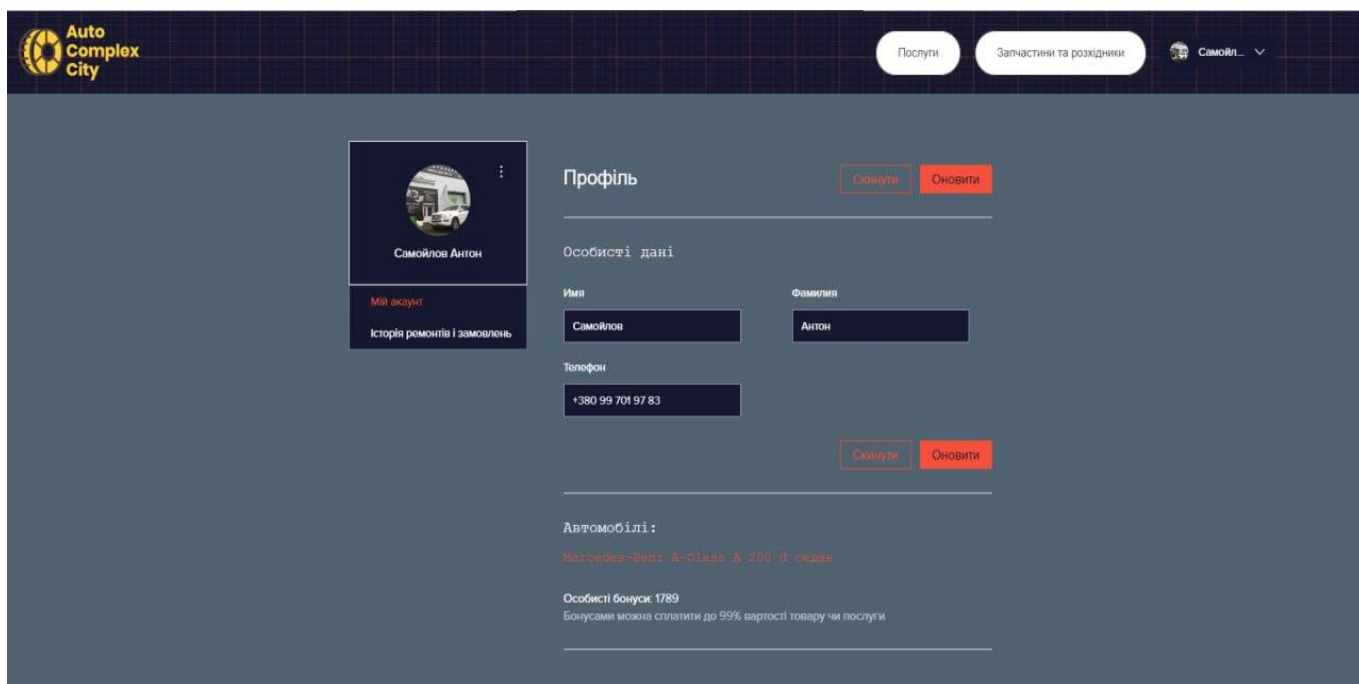 Auto
Complex
City
Послуги
Запчастини та розхідники
Самойл...
Профіль
Скинути
Оновити
Самойлов Антон
Мій акаунт
Історія ремонтів і замовлень
Особисті дані
Имя
Фамилия
Самойлов
Антон
Телефон
+380 99 701 97 83
Скинути
Оновити
Автомобілі:
Mercedes-Benz A-Class A 200 d седан
Особисті бонуси: 1789
Бонусами можна сплатити до 99% вартості товару чи послуги